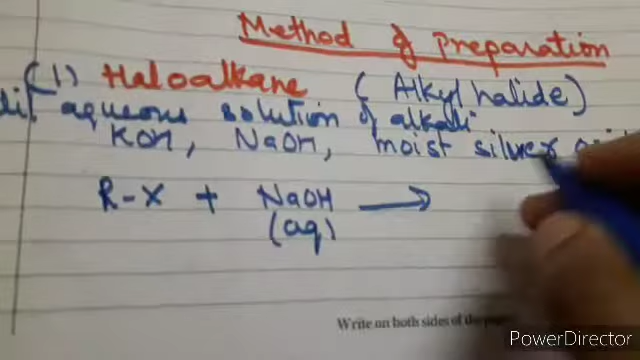 Method of preparation
(1) Haloalkane (Alkyl halide)
dil aqueous solution of alkali
KOH, NaOH, moist silver
R-X + NaOH →
(aq)
Write on both sides of the
PowerDirector